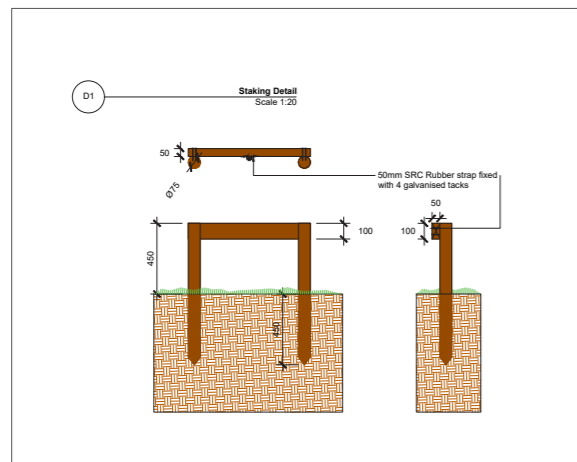 D1
Staking Detail
Scale 1:20
50
Ø75
50mm SRC Rubber strap fixed
with 4 galvanised tacks
50
450
100
100
450